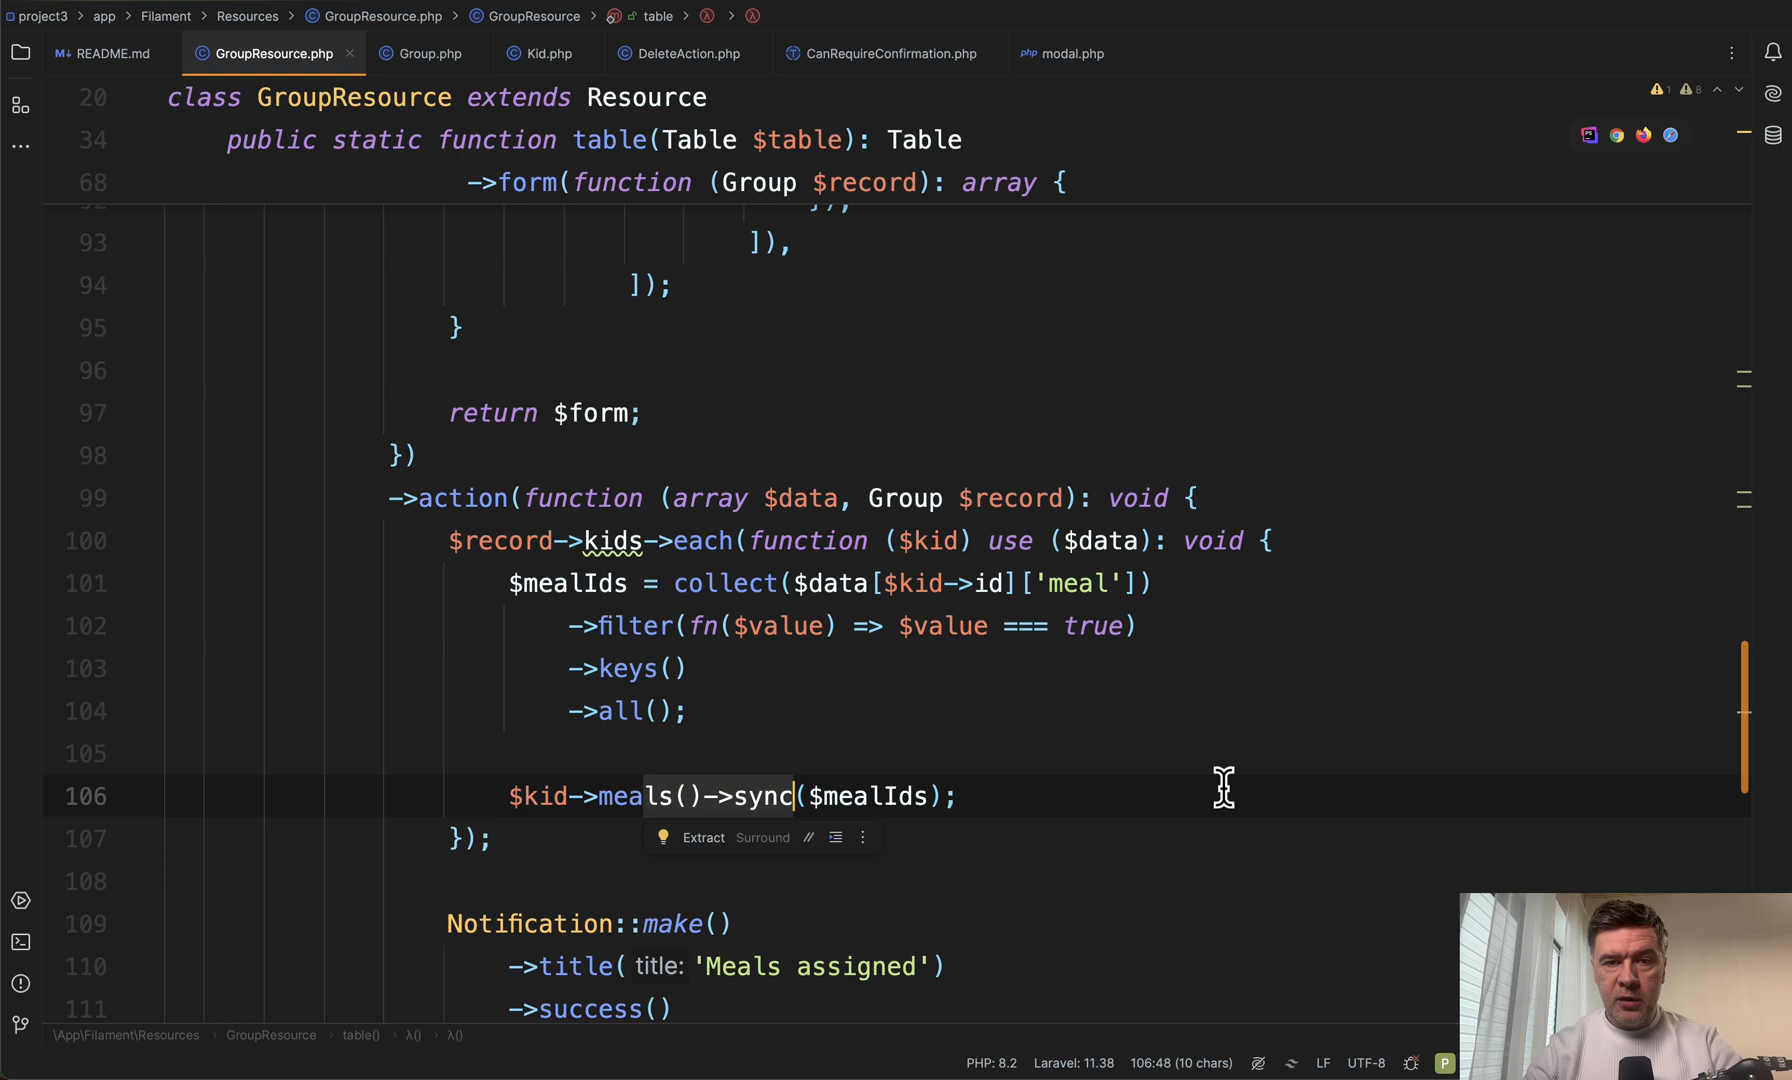 project3 > app > Filament > Resources > GroupResource.php > GroupResource > table >
README.md
GroupResource.php
Group.php
Kid.php
DeleteAction.php
CanRequireConfirmation.php
php modal.php
1 8
20 class GroupResource extends Resource
34 public static function table(Table $table): Table
68 ->form(function (Group $record): array {
92 });
93 ]),
94 ]);
95 }
96
97 return $form;
98 })
99 ->action(function (array $data, Group $record): void {
100 $record->kids->each(function ($kid) use ($data): void {
101 $mealIds = collect($data[$kid->id]['meal'])
102 ->filter(fn($value) => $value === true)
103 ->keys()
104 ->all();
105
106 $kid->meals()->sync($mealIds);
Extract Surround //
107 });
108
109 Notification::make()
110 ->title( title: 'Meals assigned')
111 ->success()
\App\Filament\Resources > GroupResource > table() > λ() > λ()
PHP: 8.2 Laravel: 11.38 106:48 (10 chars) LF UTF-8 P